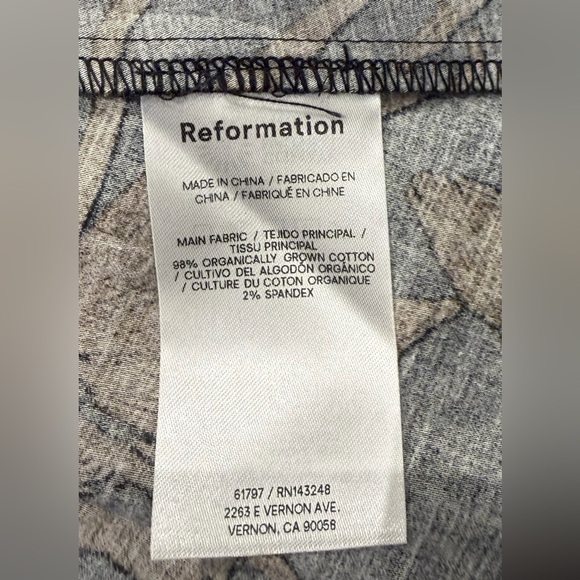 Reformation
MADE IN CHINA / FABRICADO EN
CHINA / FABRIQUÉ EN CHINE
MAIN FABRIC / TEJIDO PRINCIPAL /
TISSU PRINCIPAL
98% ORGANICALLY GROWN COTTON
/ CULTIVO DEL ALGODÓN ORGÁNICO
/ CULTURE DU COTON ORGANIQUE
2% SPANDEX
61797 / RN143248
2263 E VERNON AVE.
VERNON, CA 90058